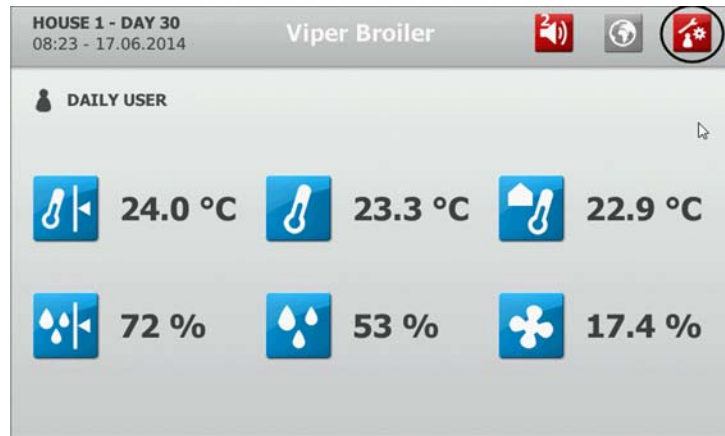 HOUSE 1 - DAY 30
08:23 - 17.06.2014
Viper Broiler
2
DAILY USER
24.0 °C
23.3 °C
22.9 °C
72 %
53 %
17.4 %